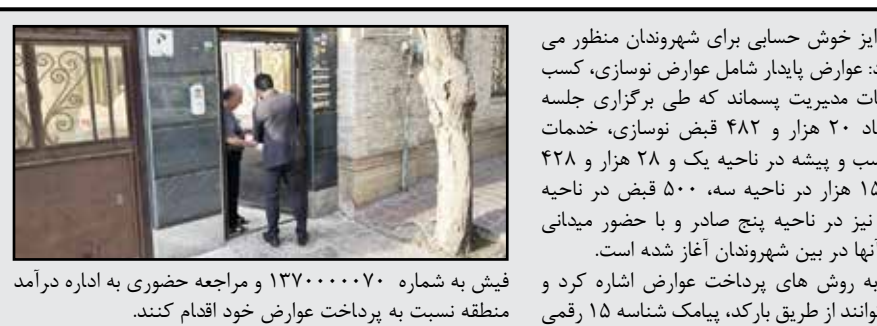 ایز خوش حسابی برای شهروندان منظور می
د: عوارض پایدار شامل عوارض نوسازی، کسب
ات مدیریت پسماند که طی برگزاری جلسه
اد ۲۰ هزار و ۴۸۲ قبض نوسازی، خدمات
سب و پیشه در ناحیه یک و ۲۸ هزار و ۴۲۸
۱۵ هزار در ناحیه سه، ۵۰۰ قبض در ناحیه
نیز در ناحیه پنج صادر و با حضور میدانی
آنها در بین شهروندان آغاز شده است.
به روش های پرداخت عوارض اشاره کرد و
وانند از طریق بارکد، پیامک شناسه ۱۵ رقمی
فیش به شماره ۱۳۷۰۰۰۰۰۷۰ و مراجعه حضوری به اداره درآمد
منطقه نسبت به پرداخت عوارض خود اقدام کنند.